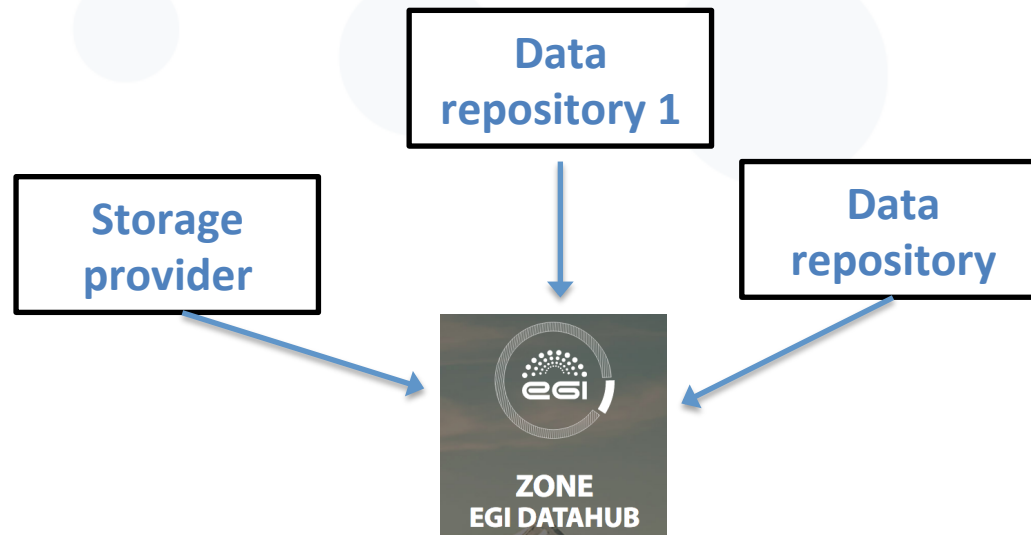 Data
repository 1
Storage
provider
Data
repository
egi
ZONE
EGI DATAHUB